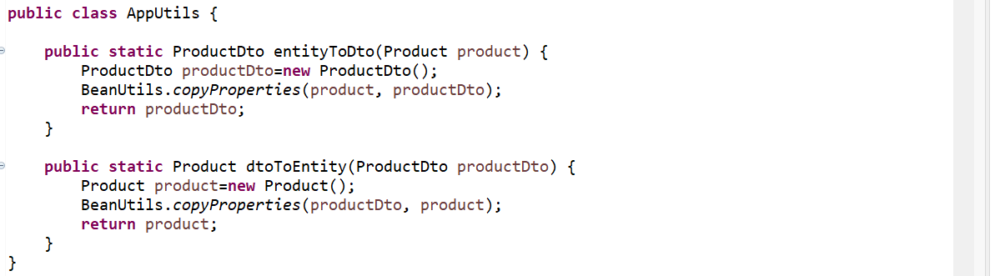 public class AppUtils {
public static ProductDto entityToDto(Product product) {
ProductDto productDto=new ProductDto();
BeanUtils.copyProperties(product, productDto);
return productDto;
}
public static Product dtoToEntity(ProductDto productDto) {
Product product=new Product();
BeanUtils.copyProperties(productDto, product);
return product;
}
}